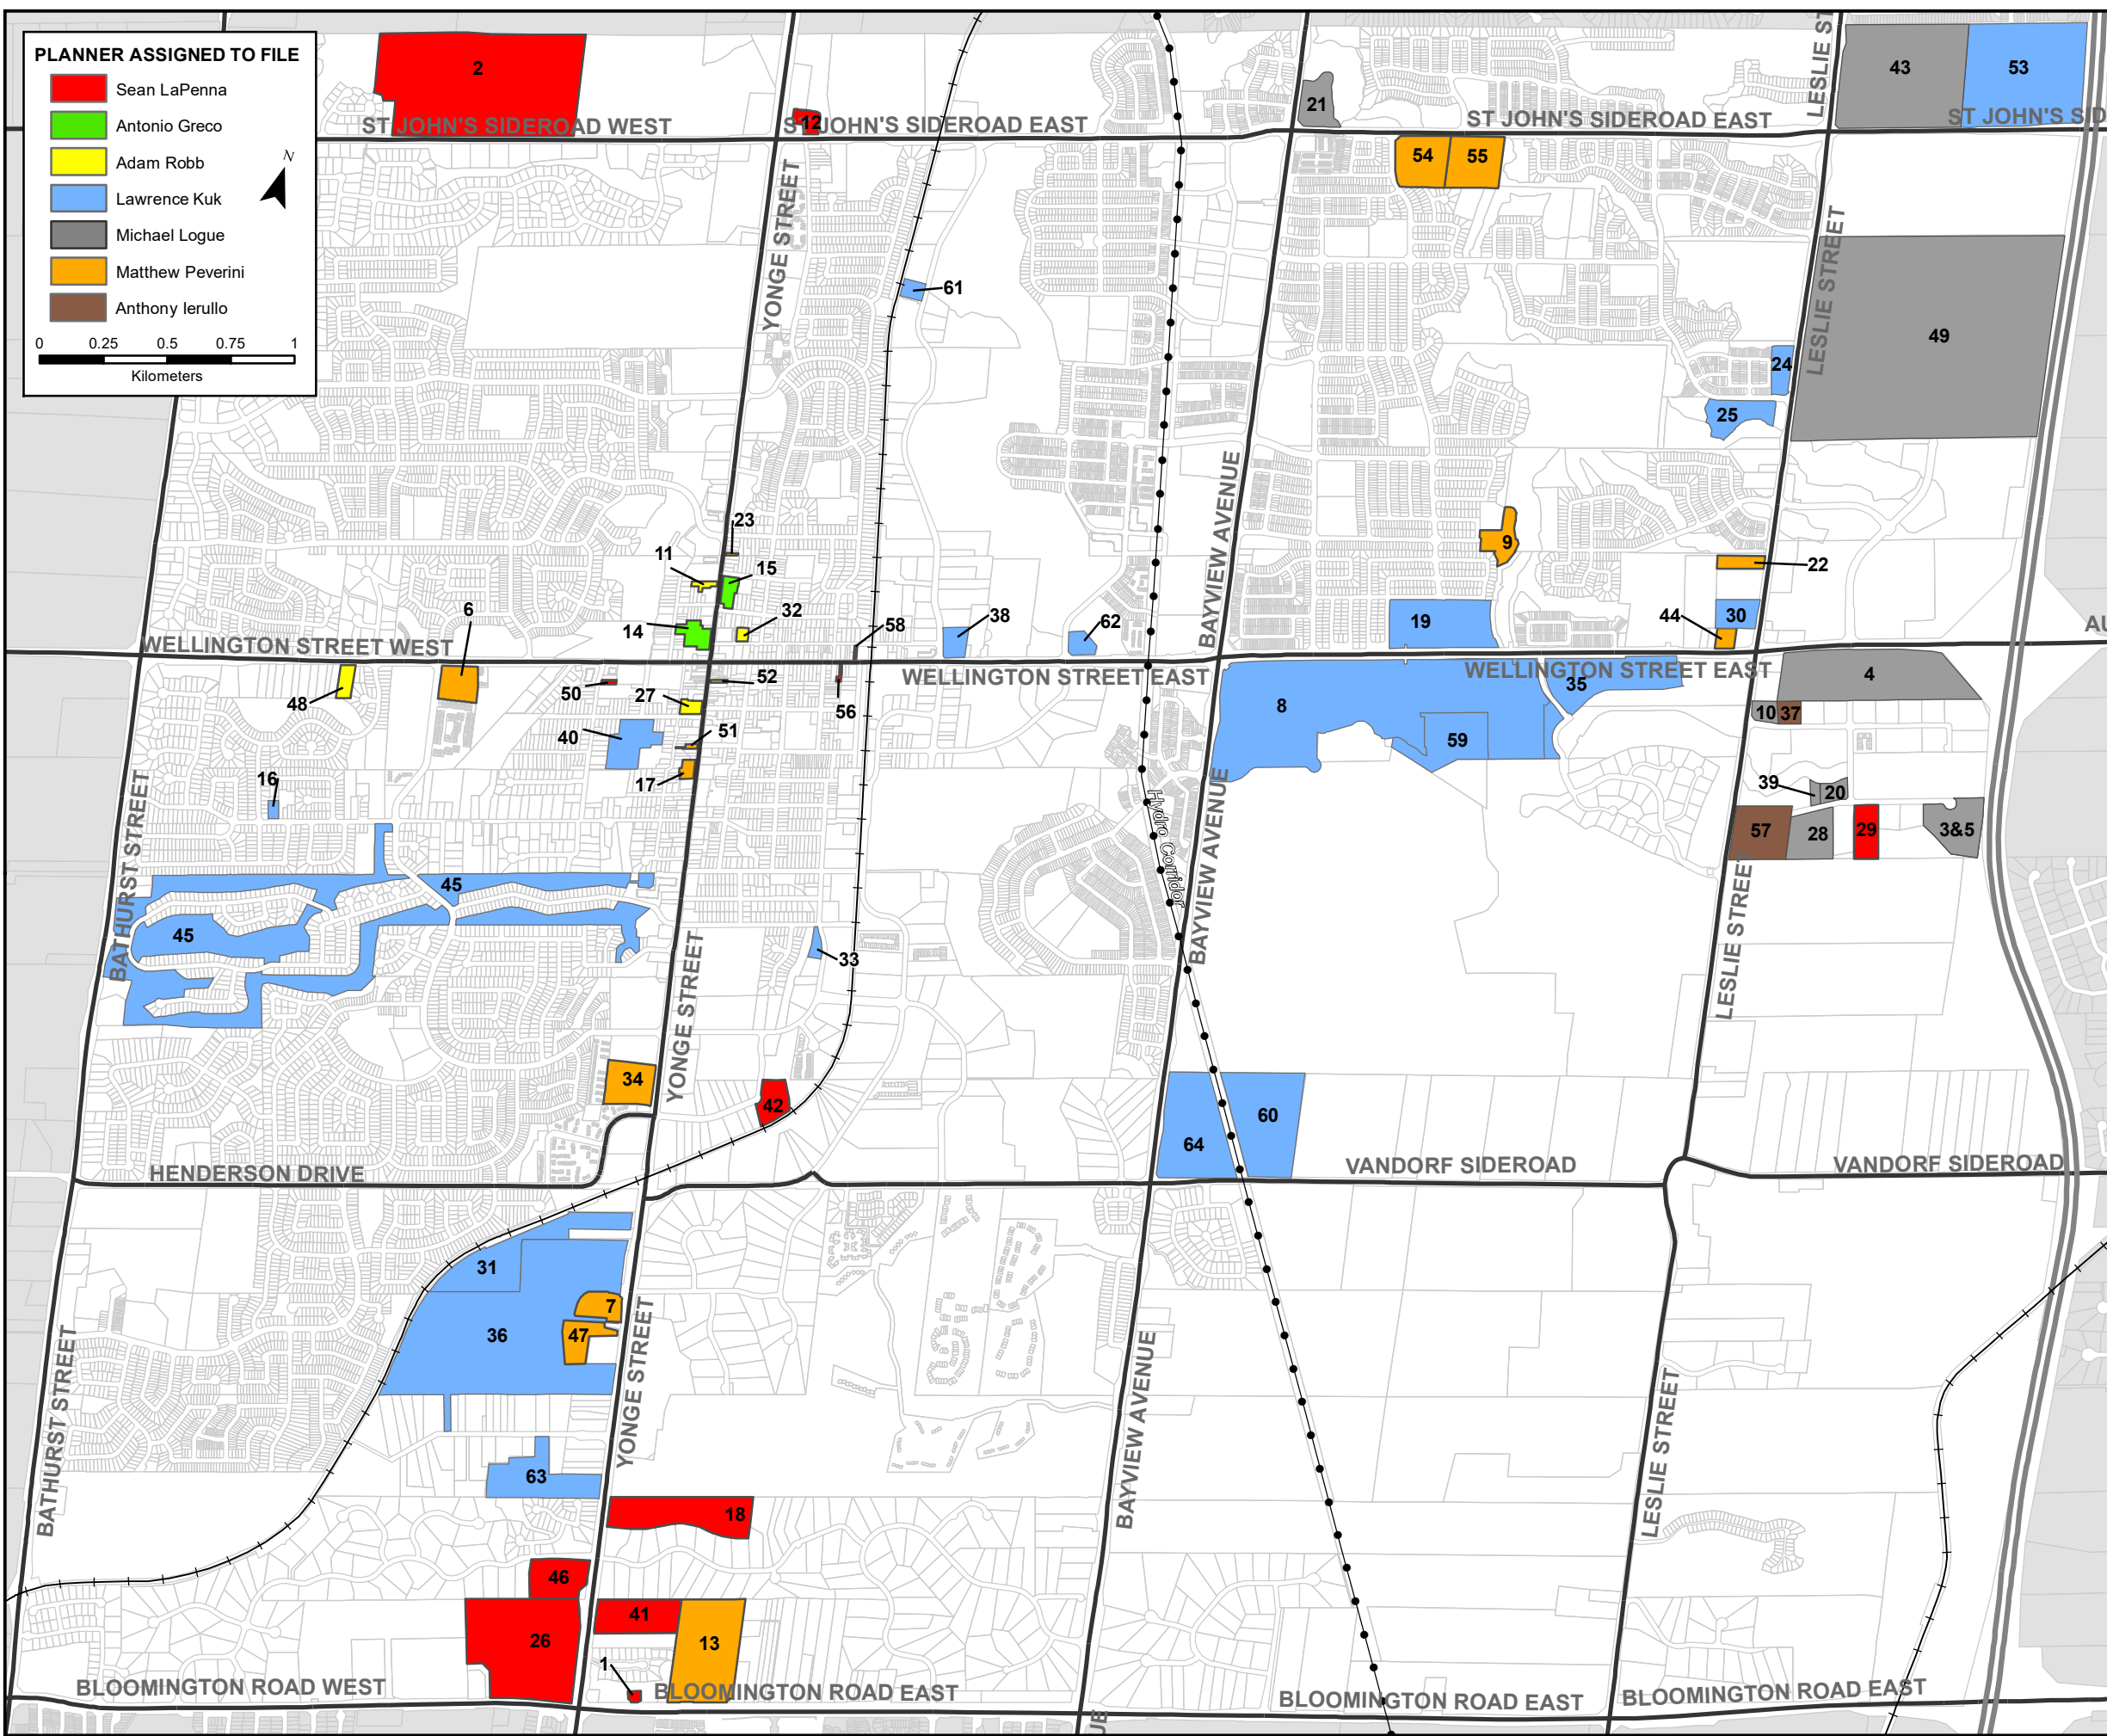 PLANNER ASSIGNED TO FILE
Sean LaPenna
Antonio Greco
Adam Robb
Lawrence Kuk
Michael Logue
Matthew Peverini
Anthony Ierullo
N
0 0.25 0.5 0.75 1
Kilometers
2
12
21
43
53
LESLIE ST
ST JOHN'S SIDEROAD WEST
ST JOHN'S SIDEROAD EAST
ST JOHN'S SIDEROAD EAST
ST JOHN'S SID
54
55
YONGE STREET
LESLIE STREET
61
49
24
25
BAYVIEW AVENUE
23
11
15
9
22
6
14
32
58
38
62
19
44
30
AU
WELLINGTON STREET WEST
WELLINGTON STREET EAST
WELLINGTON STREET EAST
48
50
52
27
56
8
35
4
10
37
40
51
59
17
16
39
20
BATHURST STREET
Hydro Corridor
BAYVIEW AVENUE
57
28
29
3&5
45
45
33
YONGE STREET
LESLIE STREET
34
42
64
60
HENDERSON DRIVE
VANDORF SIDEROAD
VANDORF SIDEROAD
31
7
36
47
YONGE STREET
BATHURST STREET
BAYVIEW AVENUE
LESLIE STREET
63
18
46
41
26
13
1
BLOOMINGTON ROAD WEST
BLOOMINGTON ROAD EAST
BLOOMINGTON ROAD EAST
BLOOMINGTON ROAD EAST
UE